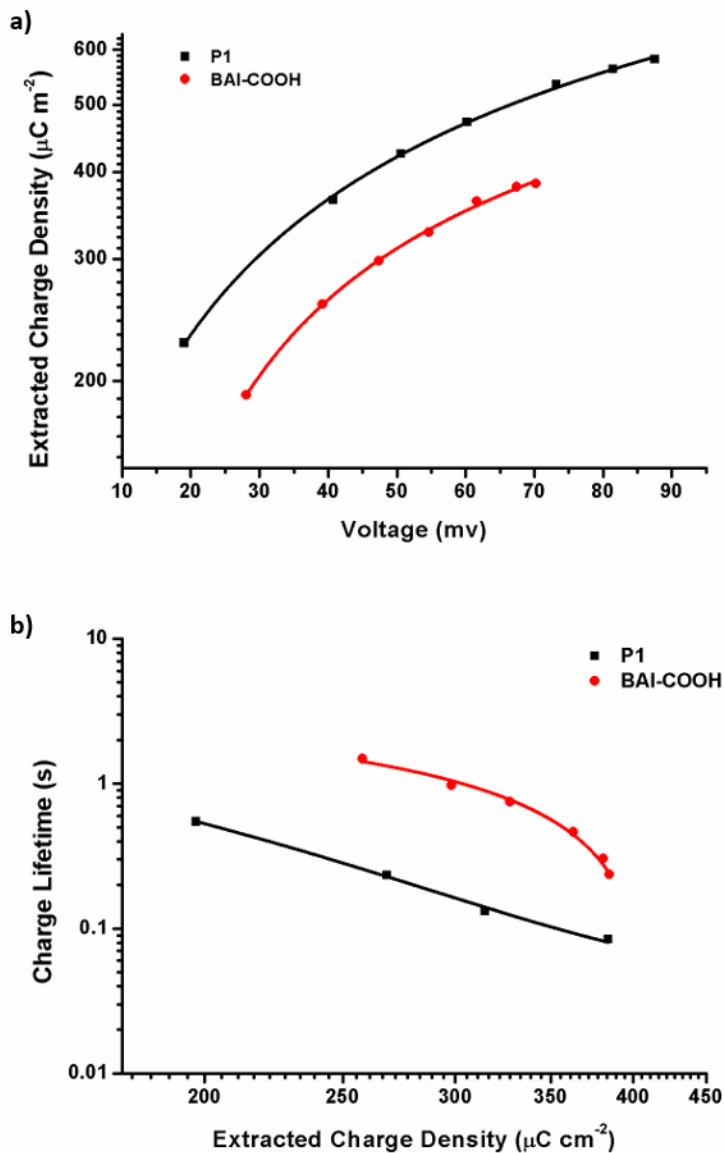 a)
600
500
400
300
200
P1
BAI-COOH
Extracted Charge Density (μC m⁻²)
10 20 30 40 50 60 70 80 90
Voltage (mv)
b)
10
1
0.1
0.01
P1
BAI-COOH
Charge Lifetime (s)
200 250 300 350 400 450
Extracted Charge Density (μC cm⁻²)